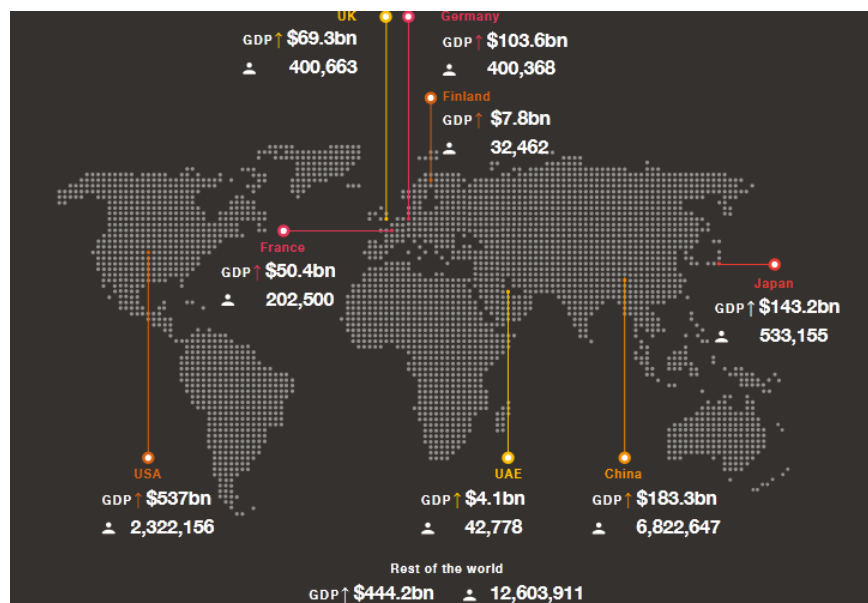 UK
GDP↑ $69.3bn
400,663
Germany
GDP↑ $103.6bn
400,368
Finland
GDP↑ $7.8bn
32,462
France
GDP↑ $50.4bn
202,500
Japan
GDP↑ $143.2bn
533,155
USA
GDP↑ $537bn
2,322,156
UAE
GDP↑ $4.1bn
42,778
China
GDP↑ $183.3bn
6,822,647
Rest of the world
GDP↑ $444.2bn 12,603,911